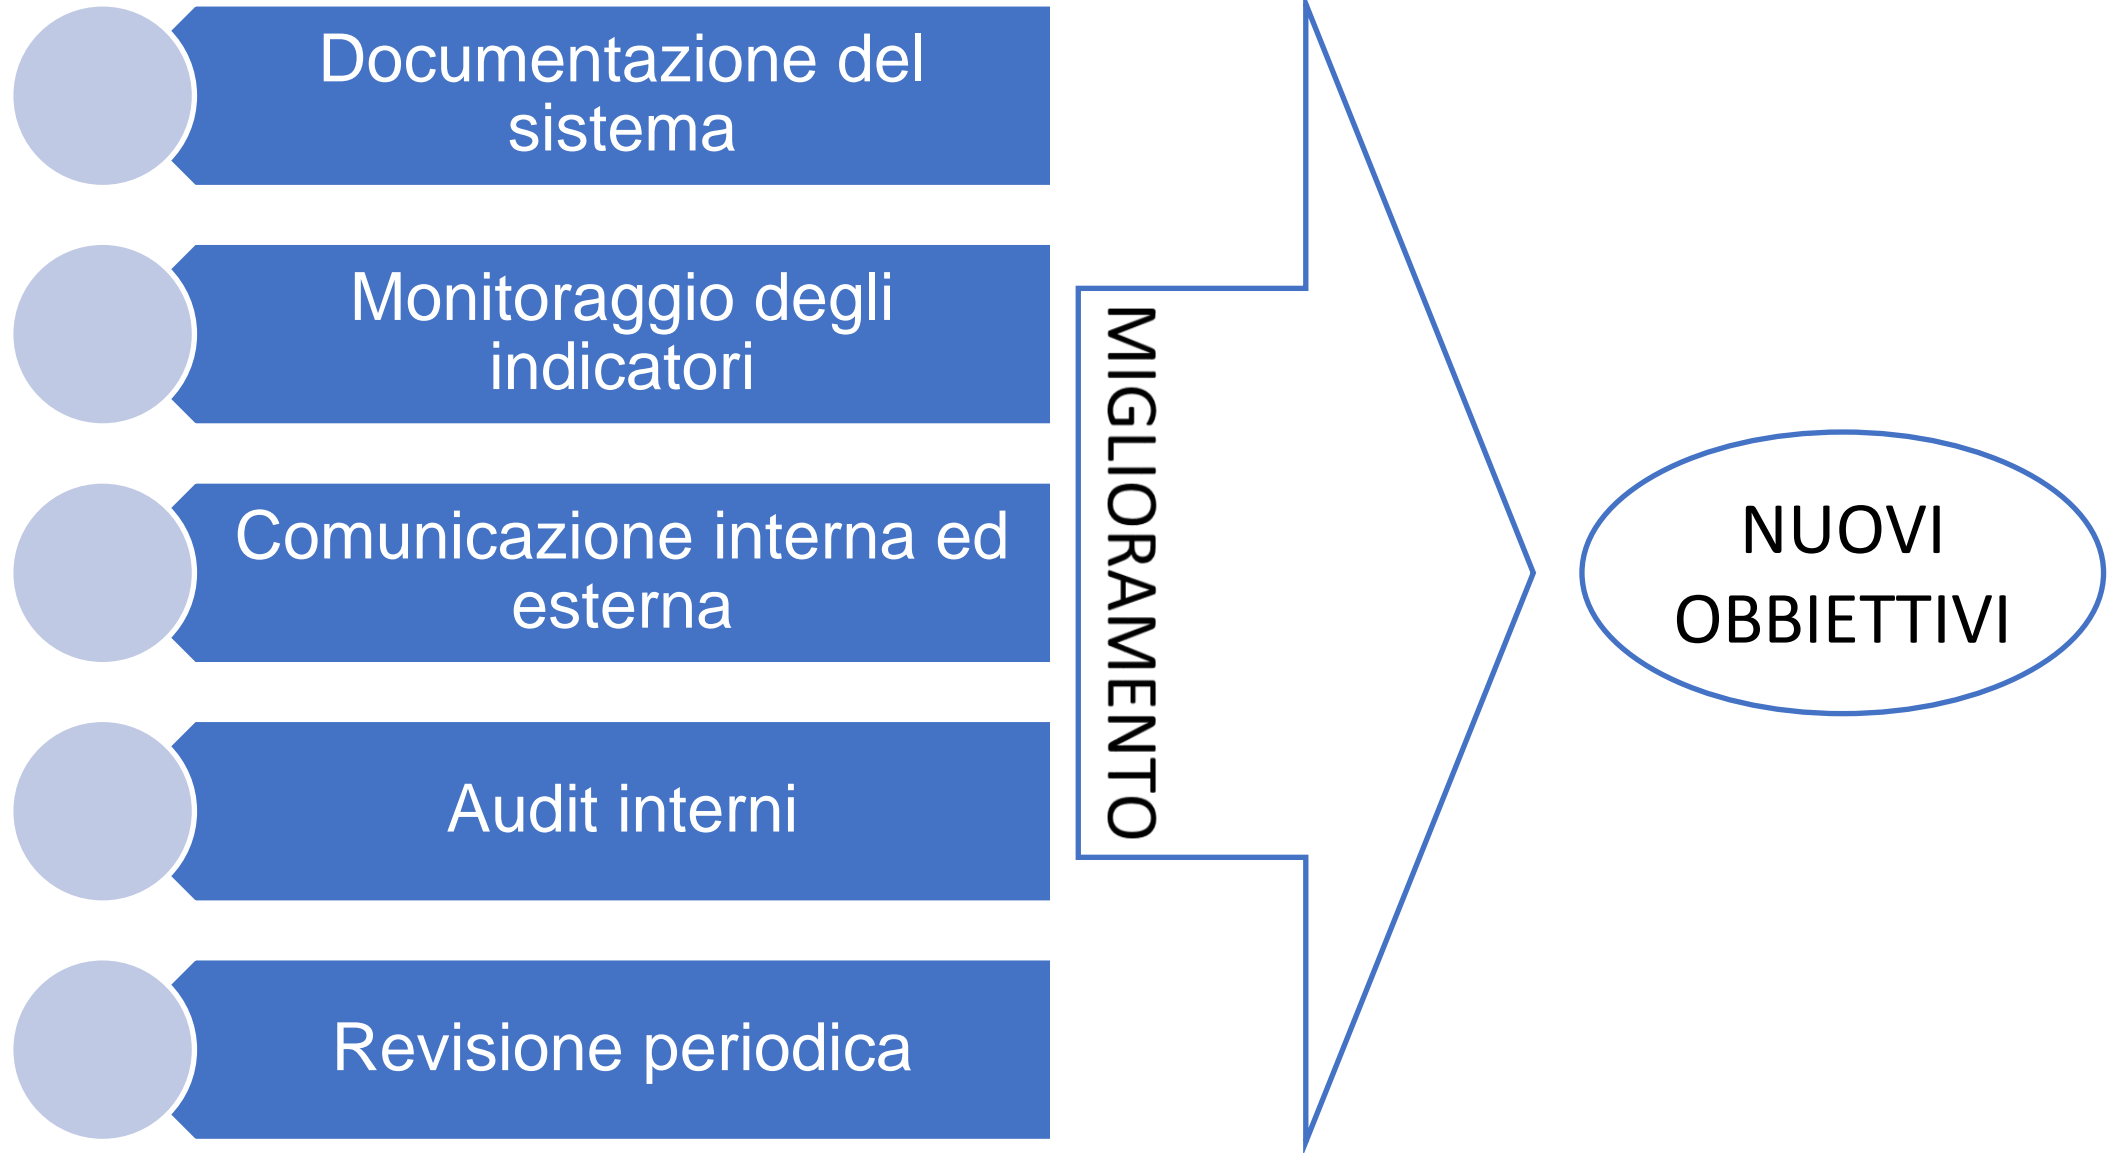 Documentazione del
sistema
Monitoraggio degli
indicatori
Comunicazione interna ed
esterna
Audit interni
Revisione periodica
MIGLIORAMENTO
NUOVI
OBBIETTIVI